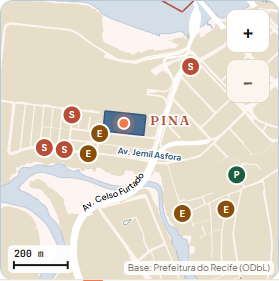 +
−
S
S
S
S
E
E
E
E
P
PINA
Av. Jemil Asfora
Av. Celso Furtado
200 m
Base: Prefeitura do Recife (ODbL)